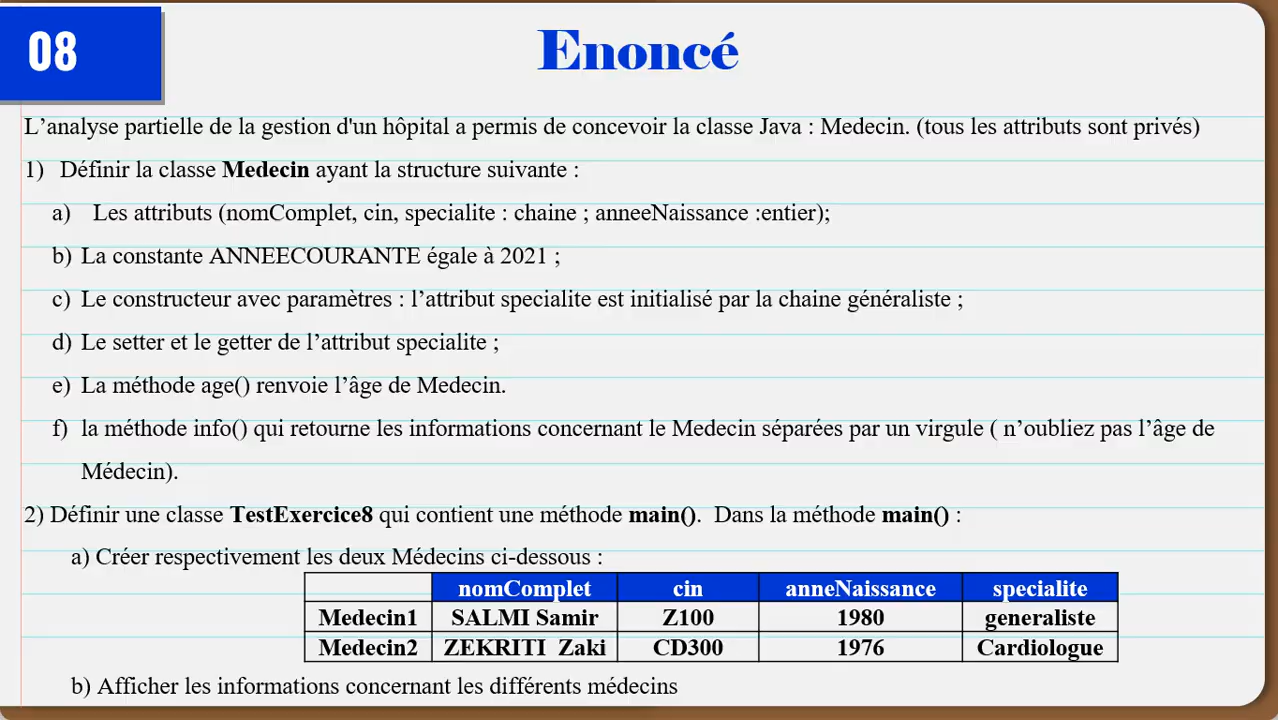 08
Enoncé
L’analyse partielle de la gestion d'un hôpital a permis de concevoir la classe Java : Medecin. (tous les attributs sont privés)
1) Définir la classe Medecin ayant la structure suivante :
a) Les attributs (nomComplet, cin, specialite : chaine ; anneeNaissance :entier);
b) La constante ANNEECOURANTE égale à 2021 ;
c) Le constructeur avec paramètres : l’attribut specialite est initialisé par la chaine généraliste ;
d) Le setter et le getter de l’attribut specialite ;
e) La méthode age() renvoie l’âge de Medecin.
f) la méthode info() qui retourne les informations concernant le Medecin séparées par un virgule ( n’oubliez pas l’âge de
Médecin).
2) Définir une classe TestExercice8 qui contient une méthode main(). Dans la méthode main() :
a) Créer respectivement les deux Médecins ci-dessous :
nomComplet cin anneNaissance specialite
Medecin1 SALMI Samir Z100 1980 generaliste
Medecin2 ZEKRITI Zaki CD300 1976 Cardiologue
b) Afficher les informations concernant les différents médecins